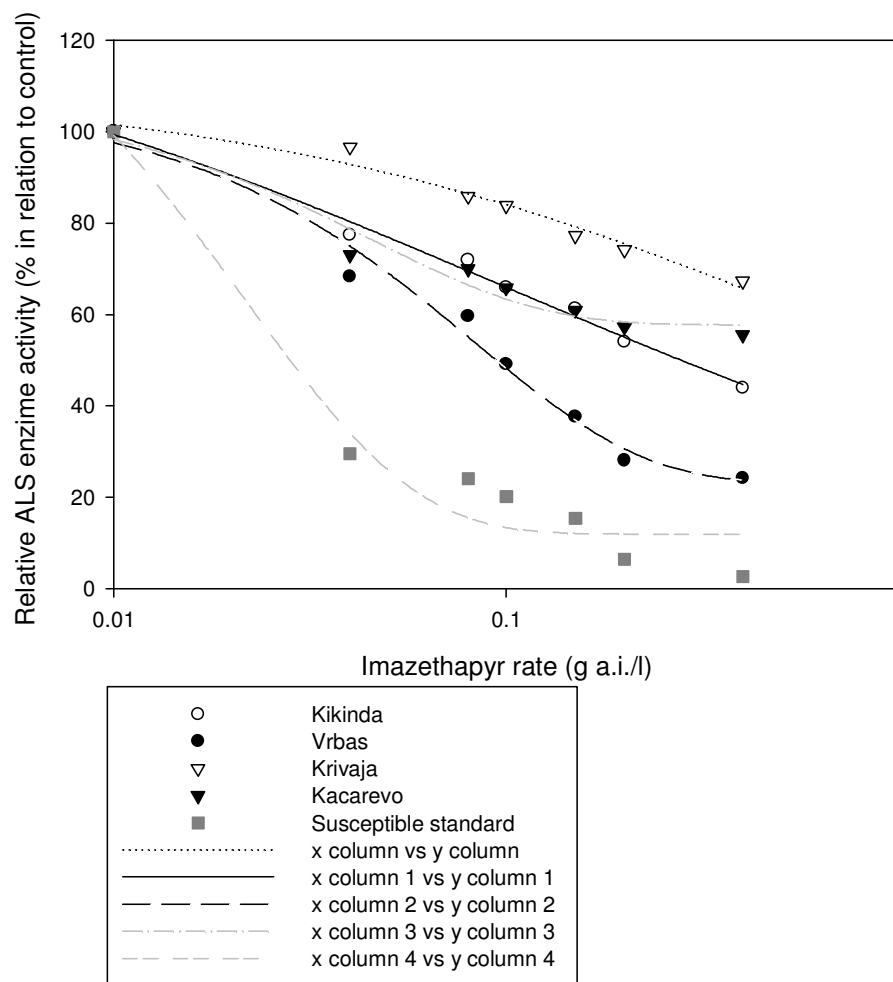 Relative ALS enzime activity (% in relation to control)
120
100
80
60
40
20
0
0.01
0.1
Imazethapyr rate (g a.i./l)
Kikinda
Vrbas
Krivaja
Kacarevo
Susceptible standard
x column vs y column
x column 1 vs y column 1
x column 2 vs y column 2
x column 3 vs y column 3
x column 4 vs y column 4